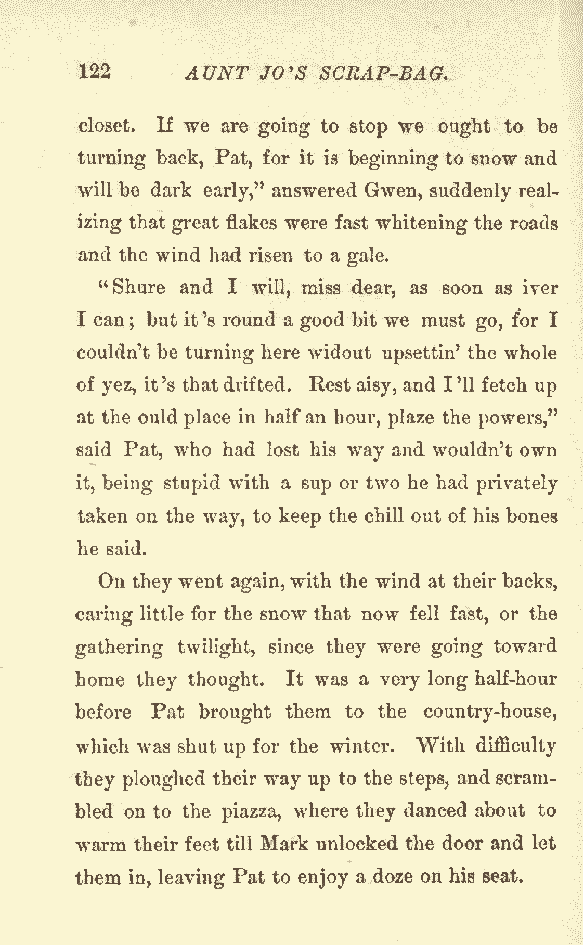 122 AUNT JO'S SCRAP-BAG.
closet. If we are going to stop we ought to be
turning back, Pat, for it is beginning to snow and
will be dark early," answered Gwen, suddenly real-
izing that great flakes were fast whitening the roads
and the wind had risen to a gale.
"Shure and I will, miss dear, as soon as iver
I can; but it's round a good bit we must go, for I
couldn't be turning here widout upsettin' the whole
of yez, it's that drifted. Rest aisy, and I'll fetch up
at the ould place in half an hour, plaze the powers,"
said Pat, who had lost his way and wouldn't own
it, being stupid with a sup or two he had privately
taken on the way, to keep the chill out of his bones
he said.
On they went again, with the wind at their backs,
caring little for the snow that now fell fast, or the
gathering twilight, since they were going toward
home they thought. It was a very long half-hour
before Pat brought them to the country-house,
which was shut up for the winter. With difficulty
they ploughed their way up to the steps, and scram-
bled on to the piazza, where they danced about to
warm their feet till Mark unlocked the door and let
them in, leaving Pat to enjoy a doze on his seat.